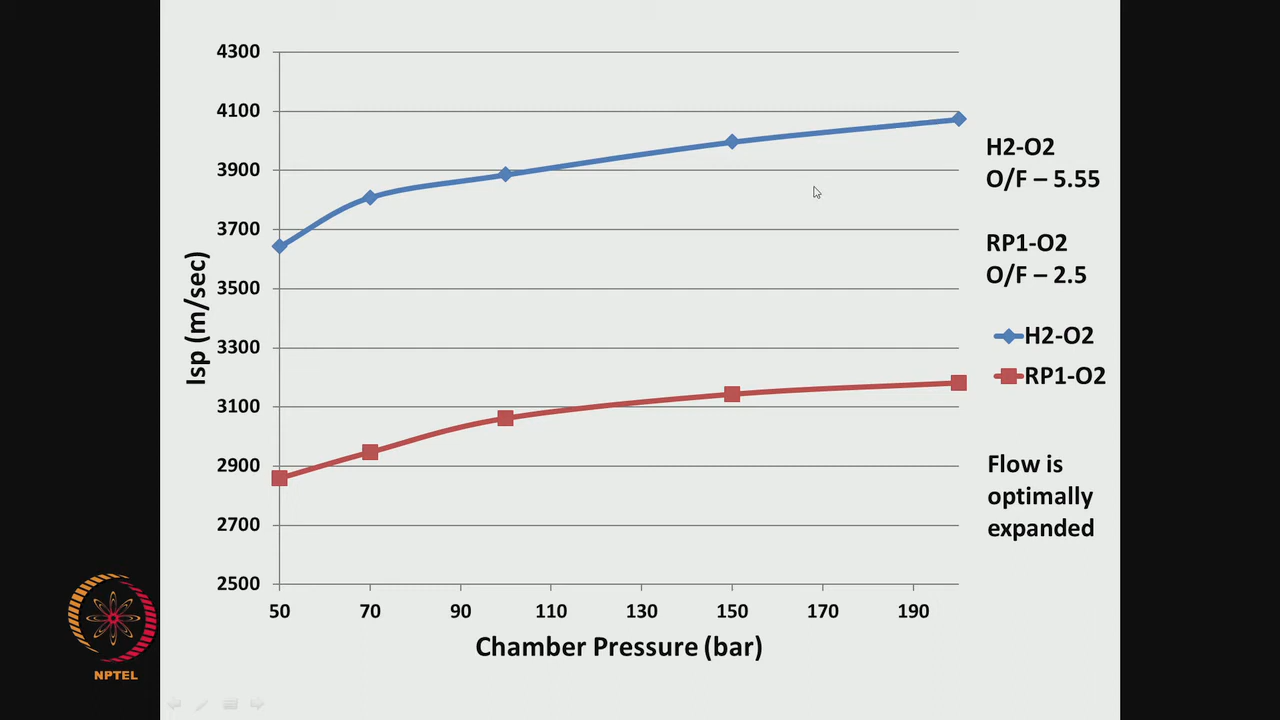 4300
4100
3900
3700
3500
3300
3100
2900
2700
2500
Isp (m/sec)
50 70 90 110 130 150 170 190
Chamber Pressure (bar)
H2-O2
O/F – 5.55
RP1-O2
O/F – 2.5
H2-O2
RP1-O2
Flow is
optimally
expanded
NPTEL